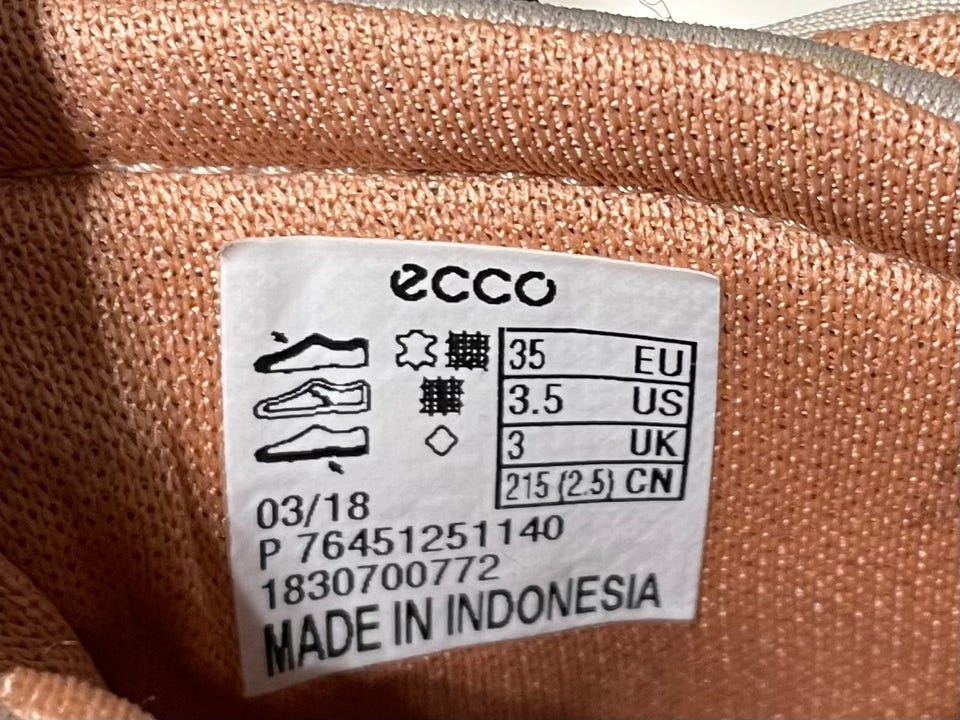 ecco
35 EU
3.5 US
3 UK
215 (2.5) CN
03/18
P 76451251140
1830700772
MADE IN INDONESIA